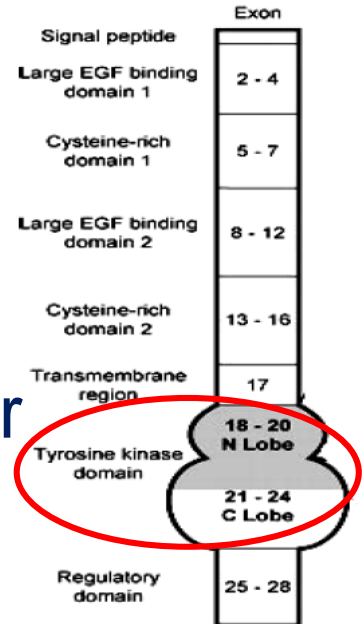 Exon
Signal peptide
Large EGF binding
domain 1
2 - 4
Cysteine-rich
domain 1
5 - 7
Large EGF binding
domain 2
8 - 12
Cysteine-rich
domain 2
13 - 16
Transmembrane
region
17
r
Tyrosine kinase
domain
18 - 20
N Lobe
21 - 24
C Lobe
Regulatory
domain
25 - 28